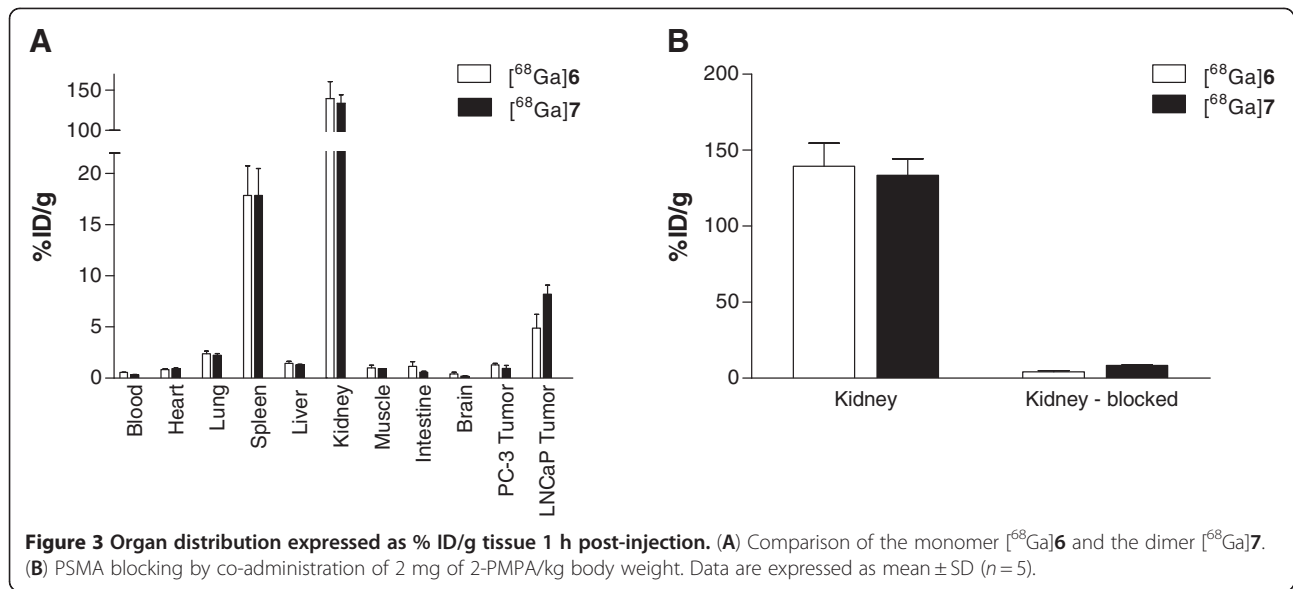 A
[⁶⁸Ga]6
[⁶⁸Ga]7
%ID/g
150
100
20
15
10
5
0
Blood
Heart
Lung
Spleen
Liver
Kidney
Muscle
Intestine
Brain
PC-3 Tumor
LNCaP Tumor
B
[⁶⁸Ga]6
[⁶⁸Ga]7
%ID/g
200
150
100
50
0
Kidney
Kidney - blocked
Figure 3 Organ distribution expressed as % ID/g tissue 1 h post-injection. (A) Comparison of the monomer [⁶⁸Ga]6 and the dimer [⁶⁸Ga]7.
(B) PSMA blocking by co-administration of 2 mg of 2-PMPA/kg body weight. Data are expressed as mean ± SD (n = 5).